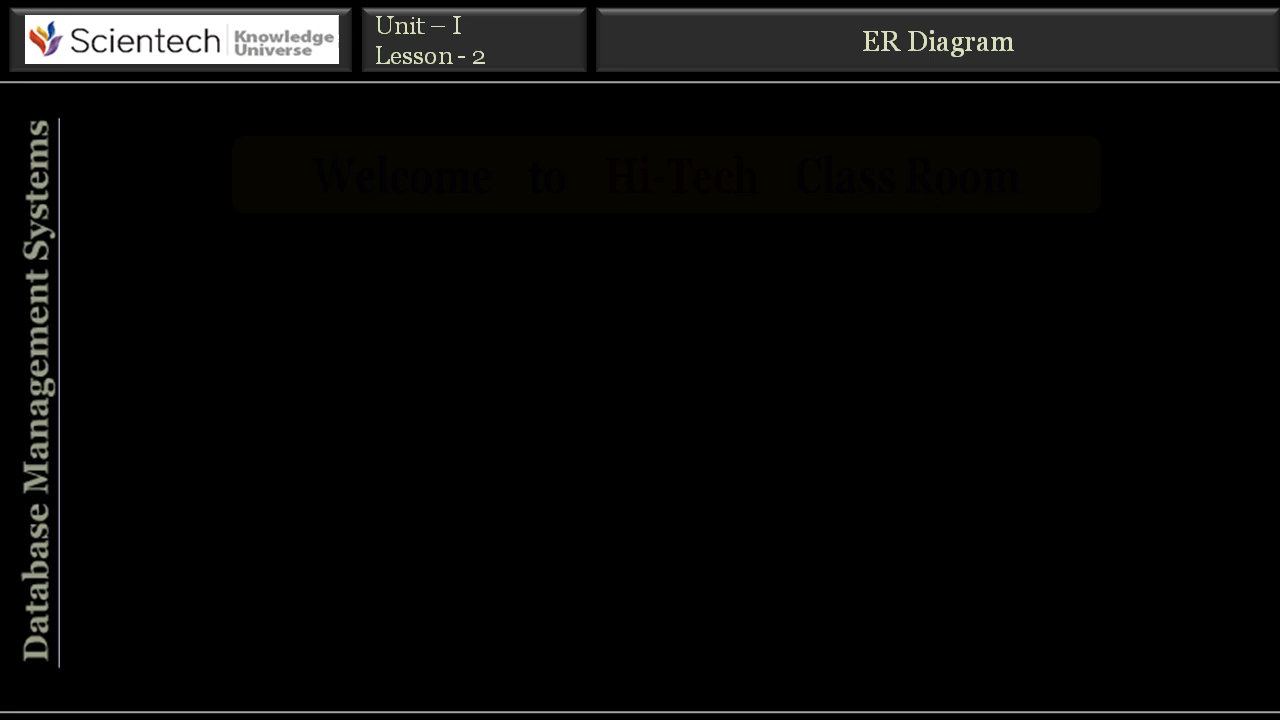 Scientech
Knowledge
Universe
Unit – I
Lesson - 2
ER Diagram
Database Management Systems
Welcome to Hi-Tech Class Room